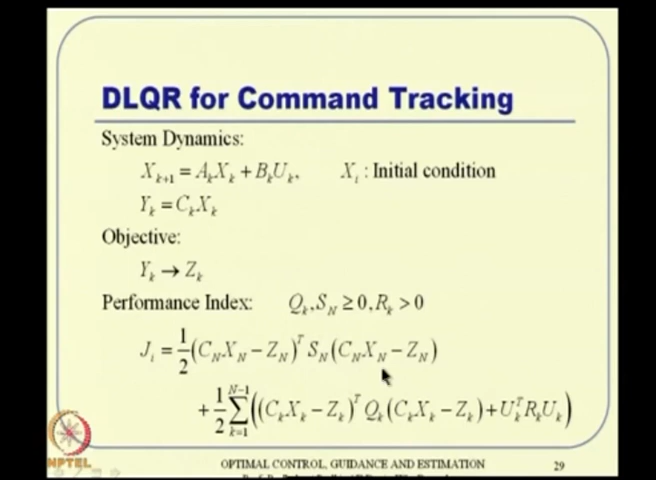 DLQR for Command Tracking
System Dynamics:
X_{k+1} = A_k X_k + B_k U_k, X_i : Initial condition
Y_k = C_k X_k
Objective:
Y_k → Z_k
Performance Index: Q_k, S_N ≥ 0, R_k > 0
J_i = \frac{1}{2}(C_N X_N − Z_N)^T S_N (C_N X_N − Z_N)
+ \frac{1}{2} \sum_{k=1}^{N−1} ((C_k X_k − Z_k)^T Q_k (C_k X_k − Z_k) + U_k^T R_k U_k)
NPTEL
OPTIMAL CONTROL, GUIDANCE AND ESTIMATION 29